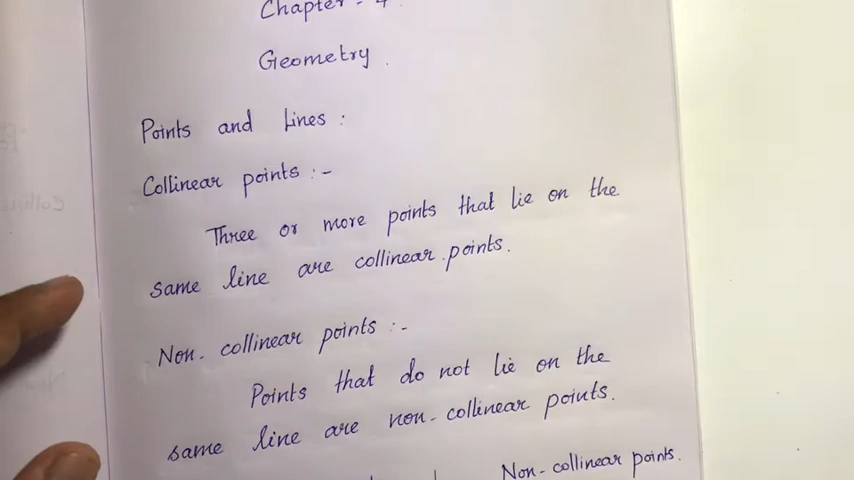 Chapter - 4
Geometry.
Points and Lines :
Collinear points :-
Three or more points that lie on the
same line are collinear points.
Non-collinear points :-
Points that do not lie on the
same line are non-collinear points.
Non-collinear points.